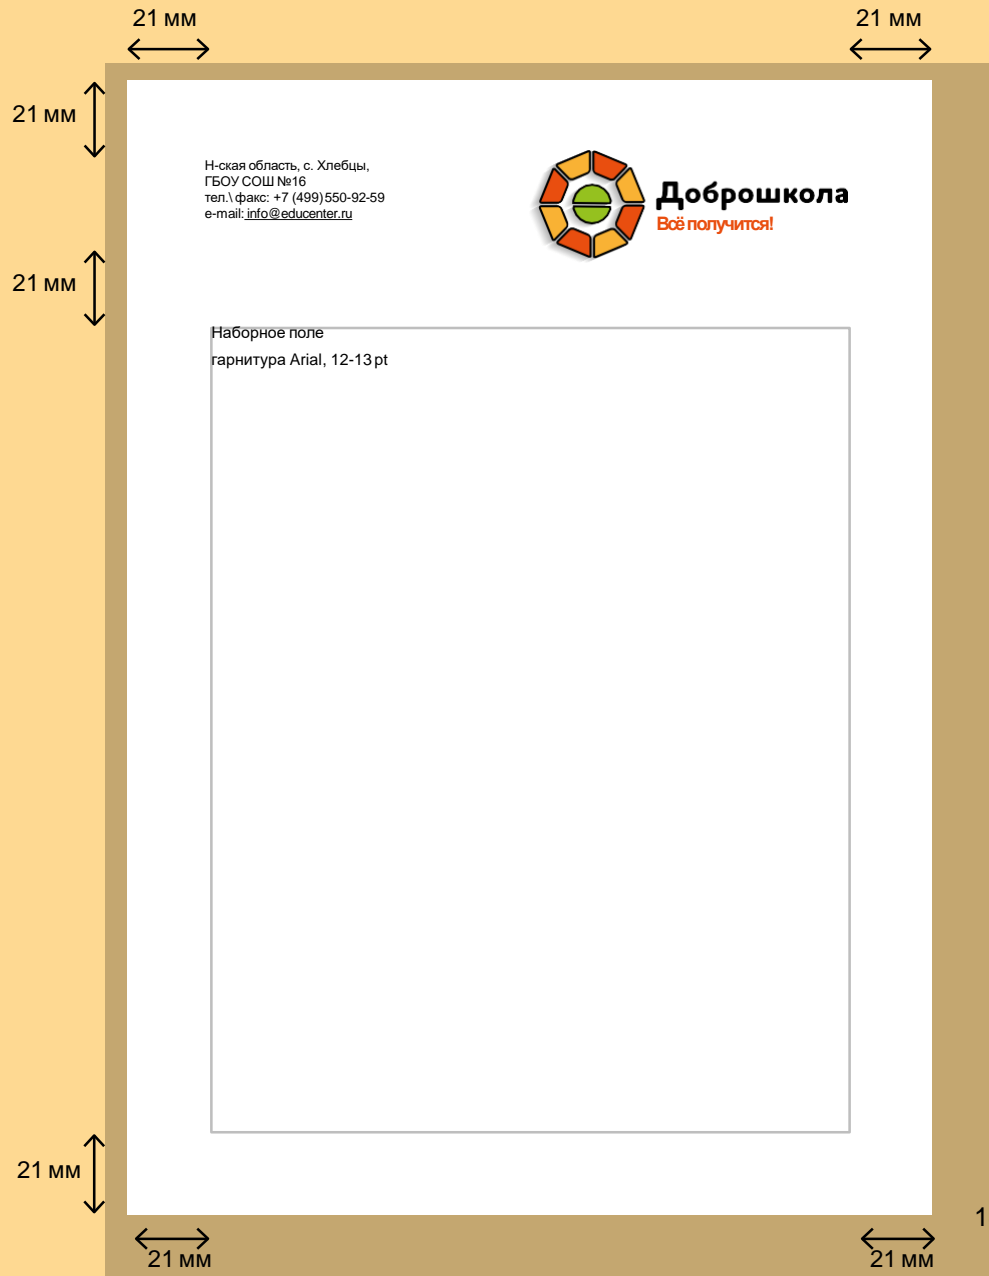 21 мм
21 мм
21 мм
Н-ская область, с. Хлебцы,
ГБОУ СОШ №16
тел.\ факс: +7 (499) 550-92-59
e-mail: info@educenter.ru
Доброшкола
Всё получится!
21 мм
Наборное поле
гарнитура Arial, 12-13 pt
21 мм
1
21 мм
21 мм